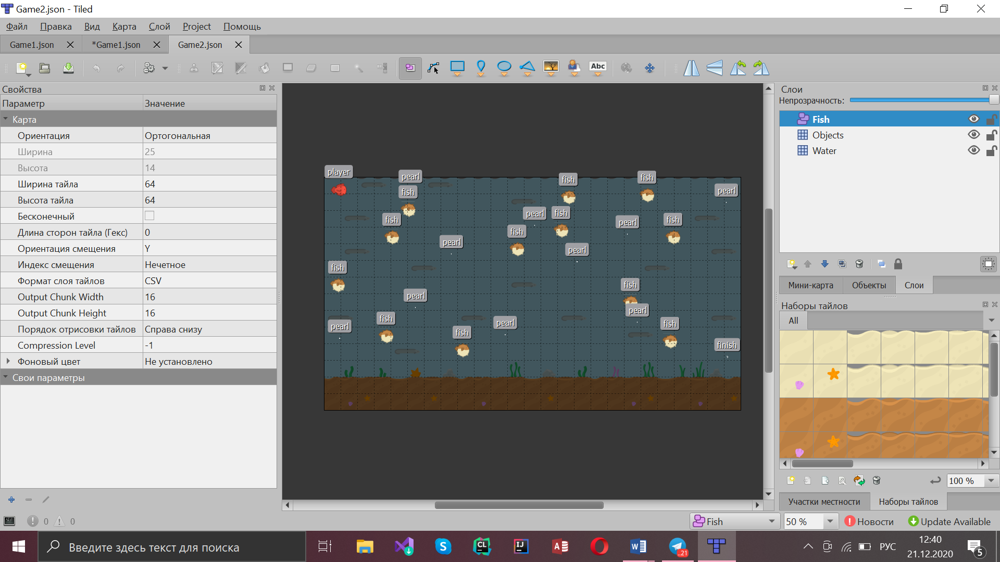 Game2.json - Tiled
Файл Правка Вид Карта Слой Project Помощь
Game1.json *Game1.json Game2.json
Abc
Свойства
Параметр Значение
Карта
Ориентация Ортогональная
Ширина 25
Высота 14
Ширина тайла 64
Высота тайла 64
Бесконечный
Длина сторон тайла (Гекс) 0
Ориентация смещения Y
Индекс смещения Нечетное
Формат слоя тайлов CSV
Output Chunk Width 16
Output Chunk Height 16
Порядок отрисовки тайлов Справа снизу
Compression Level -1
Фоновый цвет Не установлено
Свои параметры
player
pearl
fish
fish
fish
pearl
fish
pearl
fish
pearl
fish
fish
fish
pearl
pearl
fish
fish
pearl
pearl
fish
pearl
fish
pearl
fish
fish
finish
Слои
Непрозрачность:
Fish
Objects
Water
Мини-карта Объекты Слои
Наборы тайлов
All
100 %
Участки местности Наборы тайлов
0 0
Fish 50 % Новости Update Available
Введите здесь текст для поиска
CL
IJ
..21
РУС
12:40
21.12.2020
5